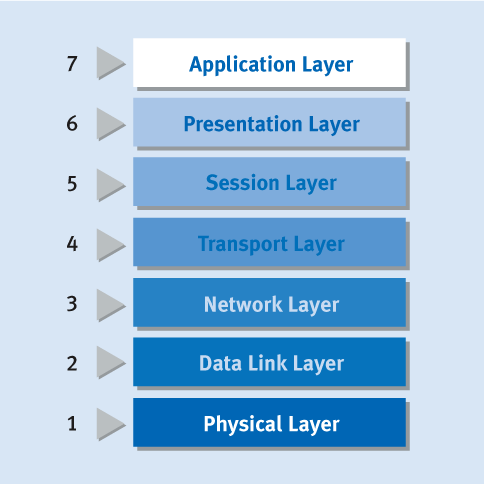 7 Application Layer
6 Presentation Layer
5 Session Layer
4 Transport Layer
3 Network Layer
2 Data Link Layer
1 Physical Layer